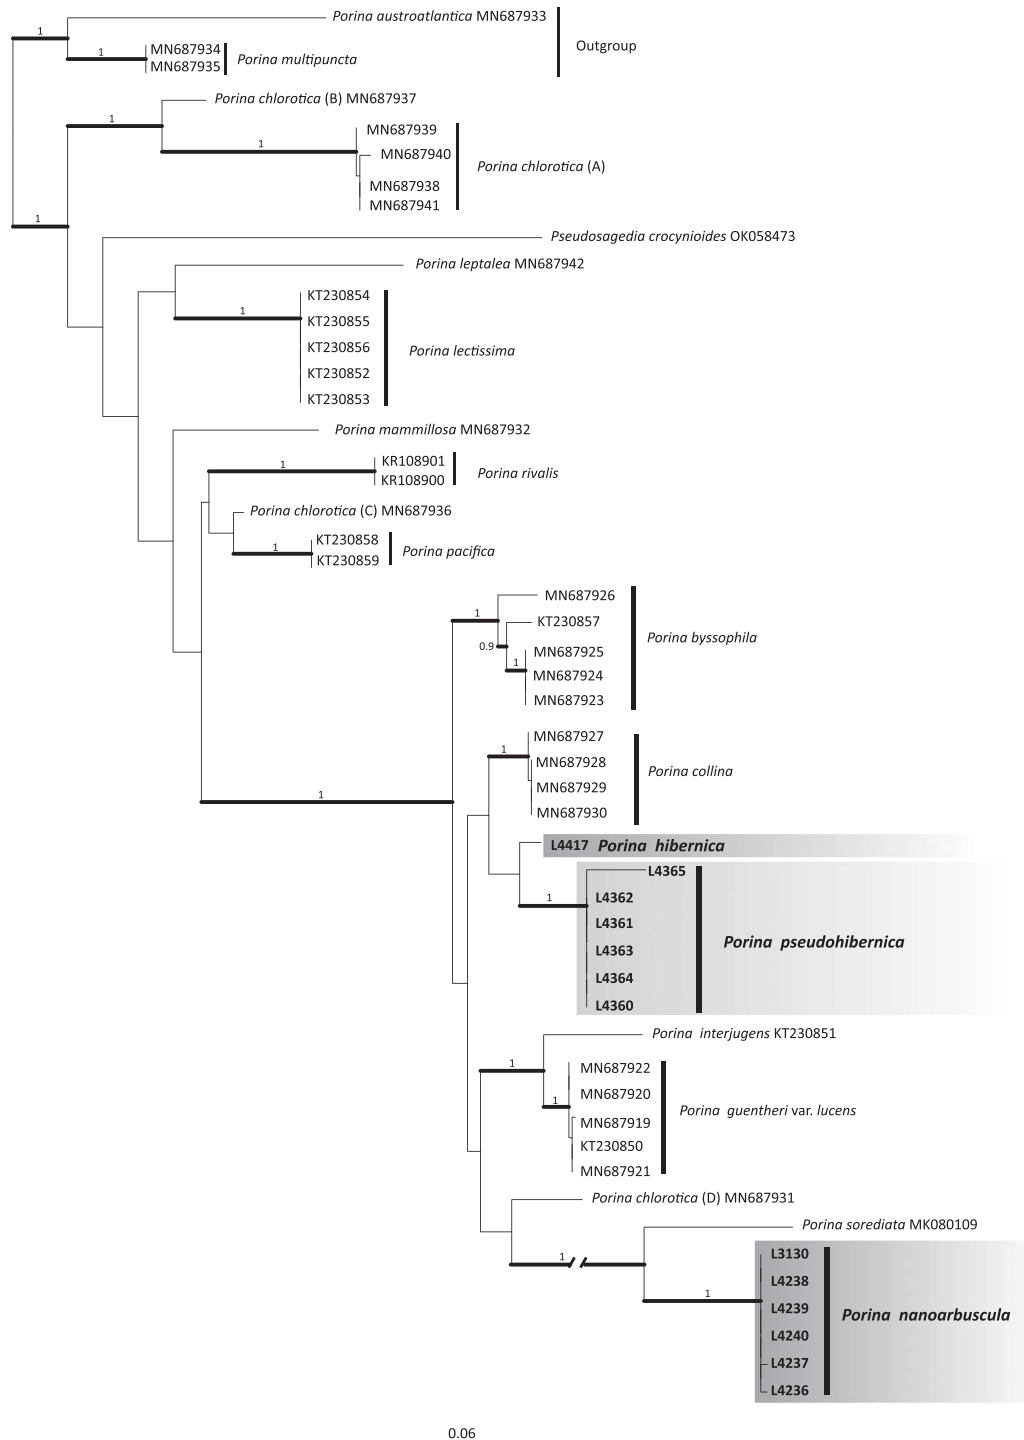 Porina austroatlantica MN687933
1
1
MN687934
MN687935
Porina multipuncta
Outgroup
Porina chlorotica (B) MN687937
1
1
MN687939
MN687940
MN687938
MN687941
Porina chlorotica (A)
1
Pseudosagedia crocynioides OK058473
Porina leptalea MN687942
1
KT230854
KT230855
KT230856
KT230852
KT230853
Porina lectissima
Porina mammillosa MN687932
1
KR108901
KR108900
Porina rivalis
Porina chlorotica (C) MN687936
1
KT230858
KT230859
Porina pacifica
1
MN687926
KT230857
0.9
1
MN687925
MN687924
MN687923
Porina byssophila
1
1
MN687927
MN687928
MN687929
MN687930
Porina collina
L4417 Porina hibernica
1
L4365
L4362
L4361
L4363
L4364
L4360
Porina pseudohibernica
Porina interjugens KT230851
1
1
MN687922
MN687920
MN687919
KT230850
MN687921
Porina guentheri var. lucens
Porina chlorotica (D) MN687931
Porina sorediata MK080109
1
1
L3130
L4238
L4239
L4240
L4237
L4236
Porina nanoarbuscula
0.06